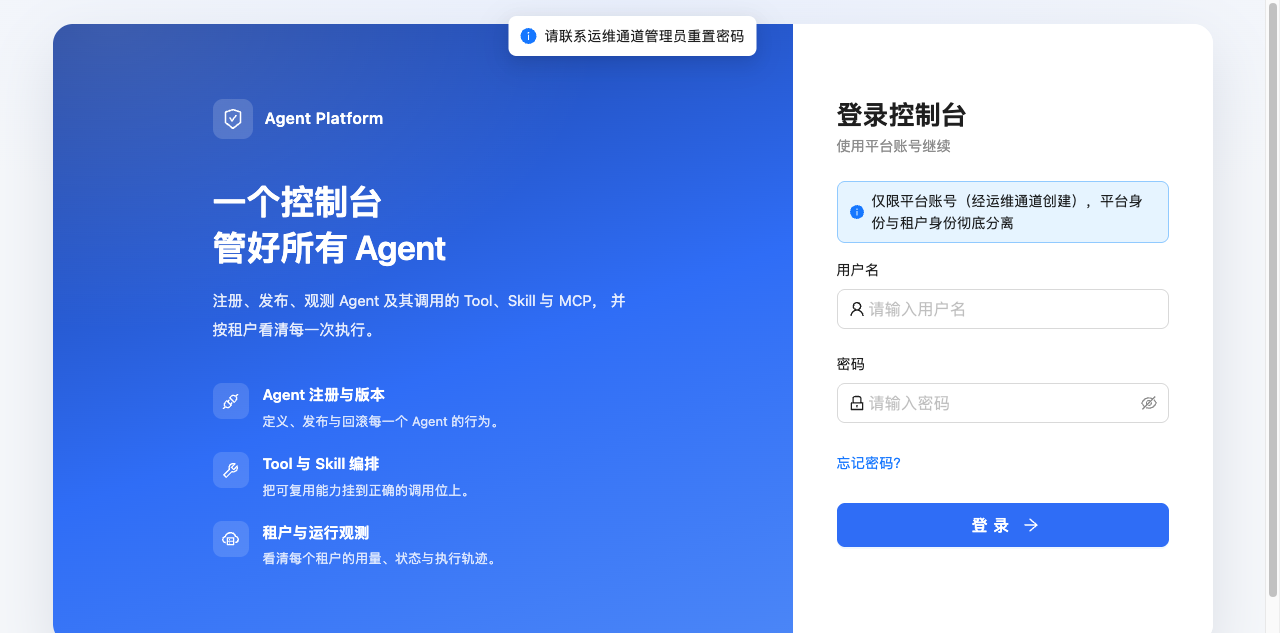 请联系运维通道管理员重置密码
Agent Platform
一个控制台
管好所有 Agent
注册、发布、观测 Agent 及其调用的 Tool、Skill 与 MCP， 并
按租户看清每一次执行。
Agent 注册与版本
定义、发布与回滚每一个 Agent 的行为。
Tool 与 Skill 编排
把可复用能力挂到正确的调用位上。
租户与运行观测
看清每个租户的用量、状态与执行轨迹。
登录控制台
使用平台账号继续
仅限平台账号（经运维通道创建），平台身
份与租户身份彻底分离
用户名
请输入用户名
密码
请输入密码
忘记密码?
登 录